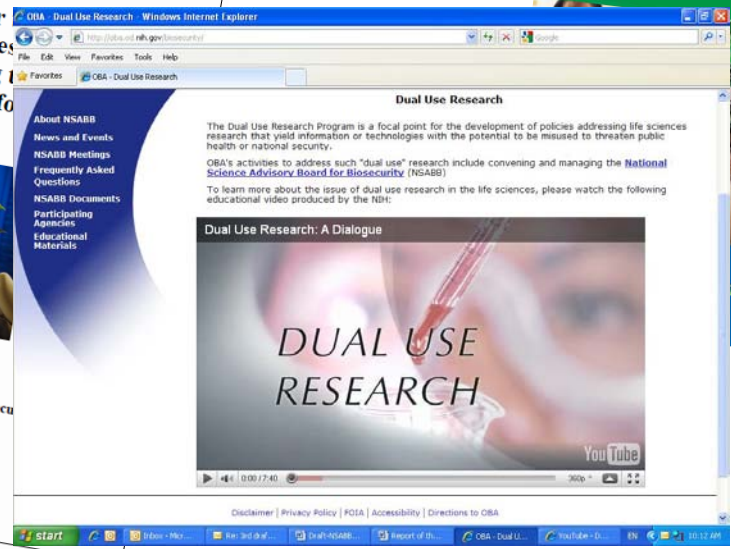 OBA - Dual Use Research - Windows Internet Explorer
nih.gov
Google
File Edit View Favorites Tools Help
Favorites OBA - Dual Use Research
Dual Use Research
About NSABB
News and Events
NSABB Meetings
Frequently Asked
Questions
NSABB Documents
Participating
Agencies
Educational
Materials
The Dual Use Research Program is a focal point for the development of policies addressing life sciences
research that yield information or technologies with the potential to be misused to threaten public
health or national security.
OBA's activities to address such "dual use" research include convening and managing the National
Science Advisory Board for Biosecurity (NSABB)
To learn more about the issue of dual use research in the life sciences, please watch the following
educational video produced by the NIH:
Dual Use Research: A Dialogue
DUAL USE
RESEARCH
YouTube
0:00 / 7:40 360p
Disclaimer | Privacy Policy | FOIA | Accessibility | Directions to OBA
start Inbox - Mic... Re: 3rd draf... Draft-NSABB... Report of th... OBA - Dual U... YouTube - D... EN 10:12 AM